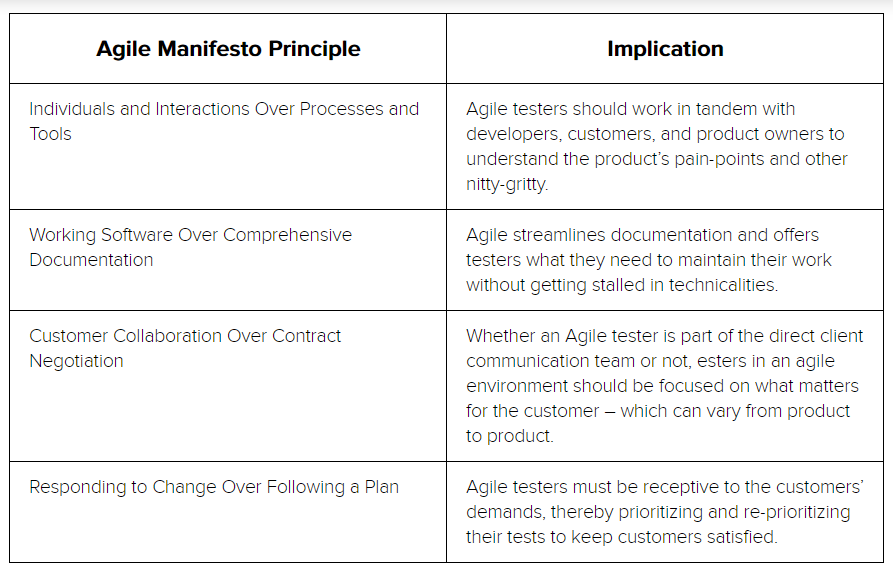 Agile Manifesto Principle
Implication
Individuals and Interactions Over Processes and
Tools
Agile testers should work in tandem with
developers, customers, and product owners to
understand the product’s pain-points and other
nitty-gritty.
Working Software Over Comprehensive
Documentation
Agile streamlines documentation and offers
testers what they need to maintain their work
without getting stalled in technicalities.
Customer Collaboration Over Contract
Negotiation
Whether an Agile tester is part of the direct client
communication team or not, esters in an agile
environment should be focused on what matters
for the customer – which can vary from product
to product.
Responding to Change Over Following a Plan
Agile testers must be receptive to the customers’
demands, thereby prioritizing and re-prioritizing
their tests to keep customers satisfied.